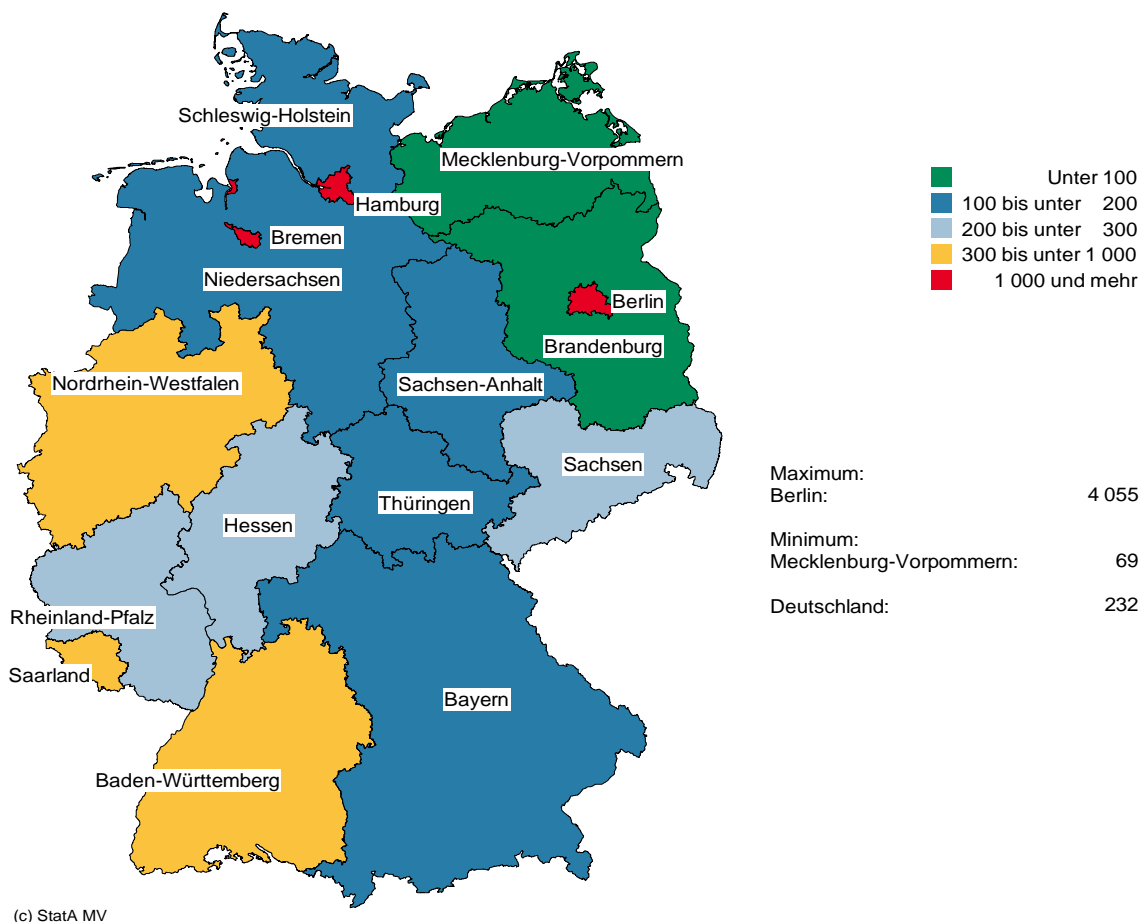 Schleswig-Holstein
Mecklenburg-Vorpommern
Hamburg
Bremen
Niedersachsen
Berlin
Brandenburg
Nordrhein-Westfalen
Sachsen-Anhalt
Sachsen
Thüringen
Hessen
Rheinland-Pfalz
Saarland
Bayern
Baden-Württemberg
Unter 100
100 bis unter 200
200 bis unter 300
300 bis unter 1 000
1 000 und mehr
Maximum:
Berlin: 4 055
Minimum:
Mecklenburg-Vorpommern: 69
Deutschland: 232
(c) StatA MV